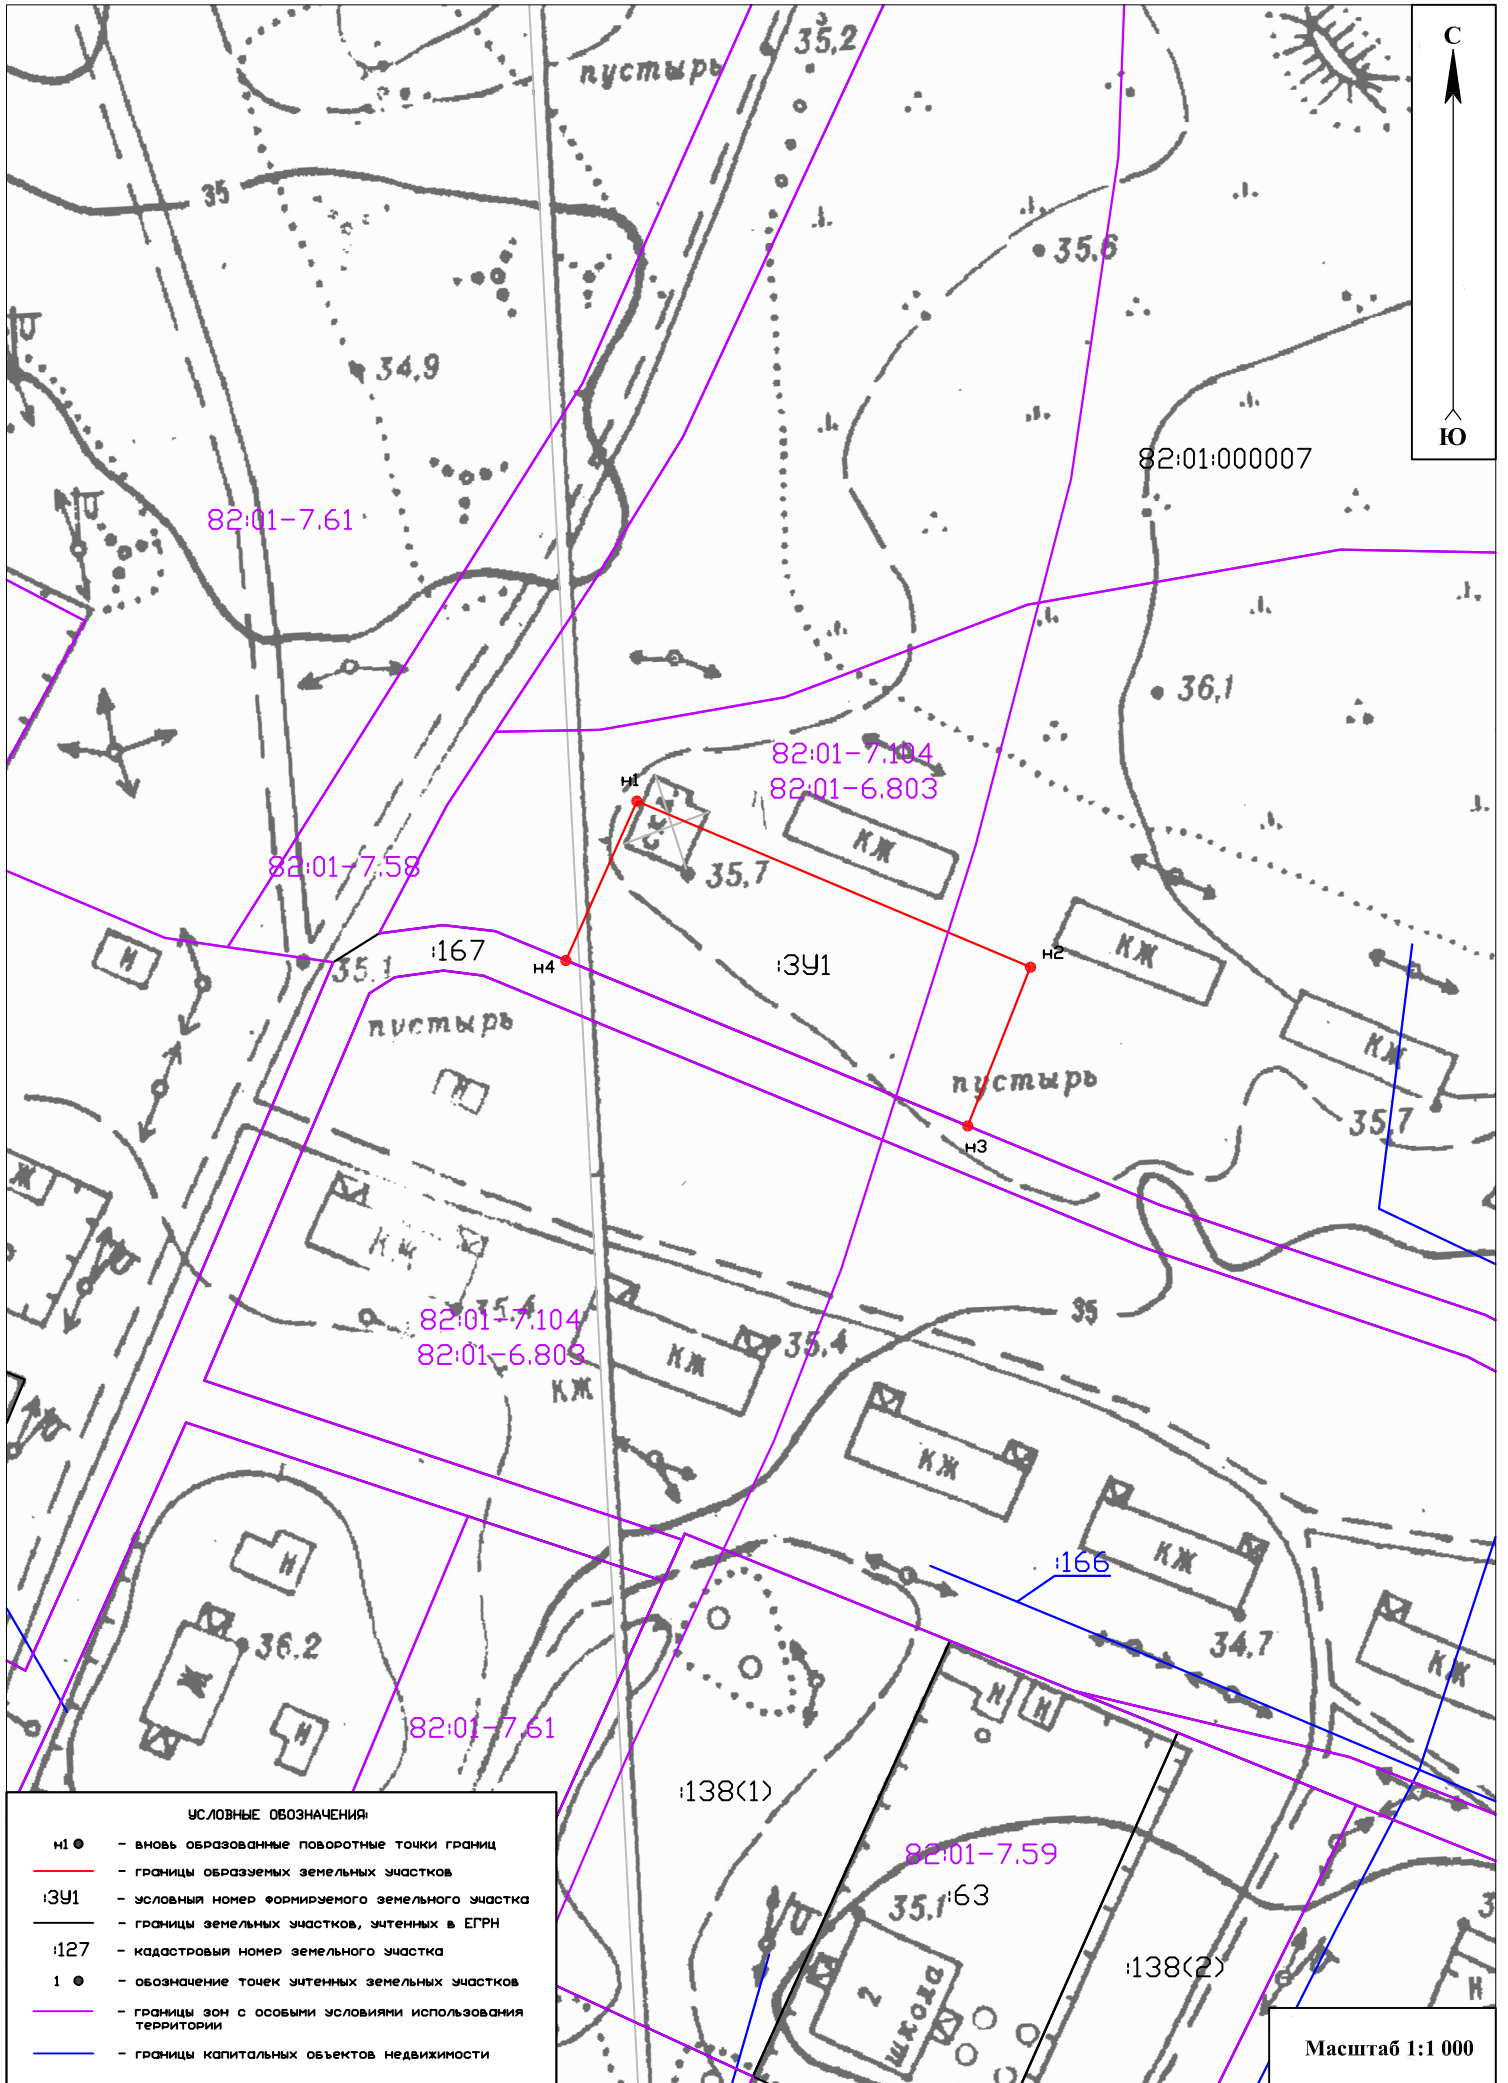 35,2
пустырь
С
35
35,6
34,9
Ю
82:01:000007
82:01-7.61
36,1
82:01-7.104
82:01-6.803
н1
КЖ
35,7
82:01-7.58
н2
КЖ
:167
н4
:ЗУ1
Н
35.1
КЖ
пустырь
пустырь
Н
35,7
н3
Ж
КЖ
35,4
35
82:01-7.104
82:01-6.803
КЖ
35,4
КЖ
КЖ
КЖ
:166
Н
36.2
34,7
Ж
КЖ
Н
Н
Н
82:01-7.61
:138(1)
82:01-7.59
:63
35.1
:138(2)
2
школа
Н
УСЛОВНЫЕ ОБОЗНАЧЕНИЯ:
н1 - вновь образованные поворотные точки границ
- границы образуемых земельных участков
:ЗУ1 - условный номер формируемого земельного участка
- границы земельных участков, учтенных в ЕГРН
:127 - кадастровый номер земельного участка
1 - обозначение точек учтенных земельных участков
- границы зон с особыми условиями использования
территории
- границы капитальных объектов недвижимости
Масштаб 1:1 000